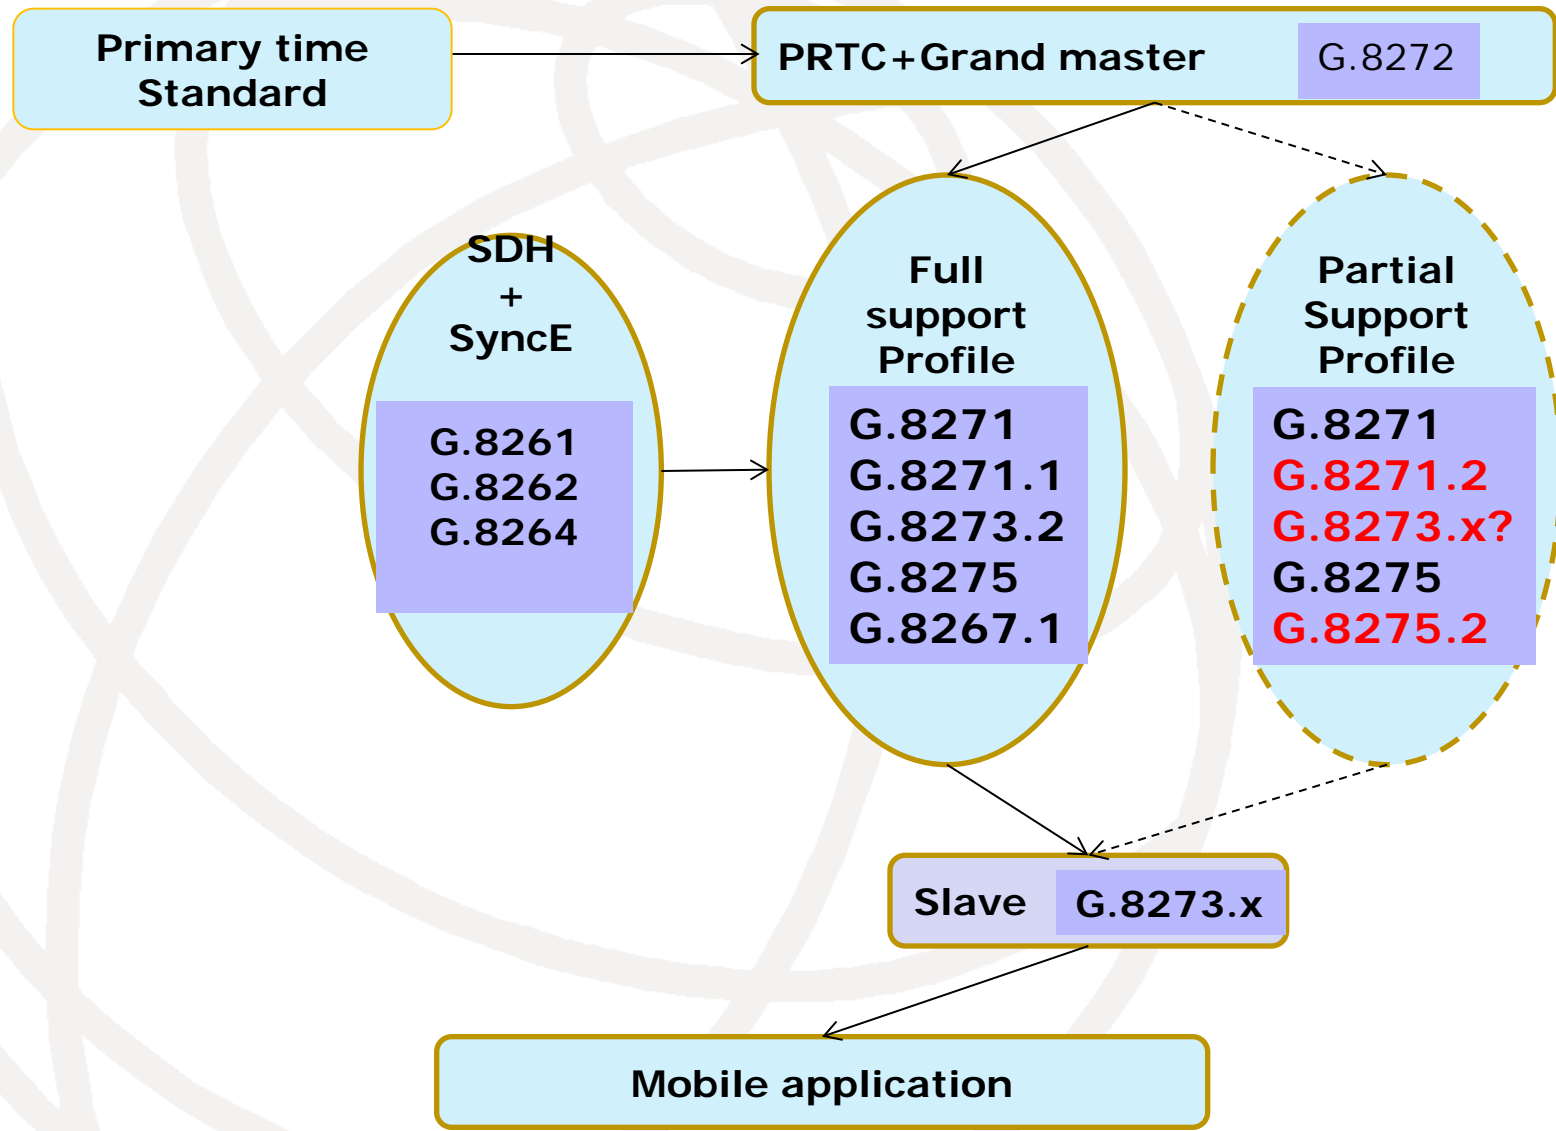 Primary time
Standard
PRTC+Grand master
G.8272
SDH
+
SyncE
G.8261
G.8262
G.8264
Full
support
Profile
G.8271
G.8271.1
G.8273.2
G.8275
G.8267.1
Partial
Support
Profile
G.8271
G.8271.2
G.8273.x?
G.8275
G.8275.2
Slave
G.8273.x
Mobile application